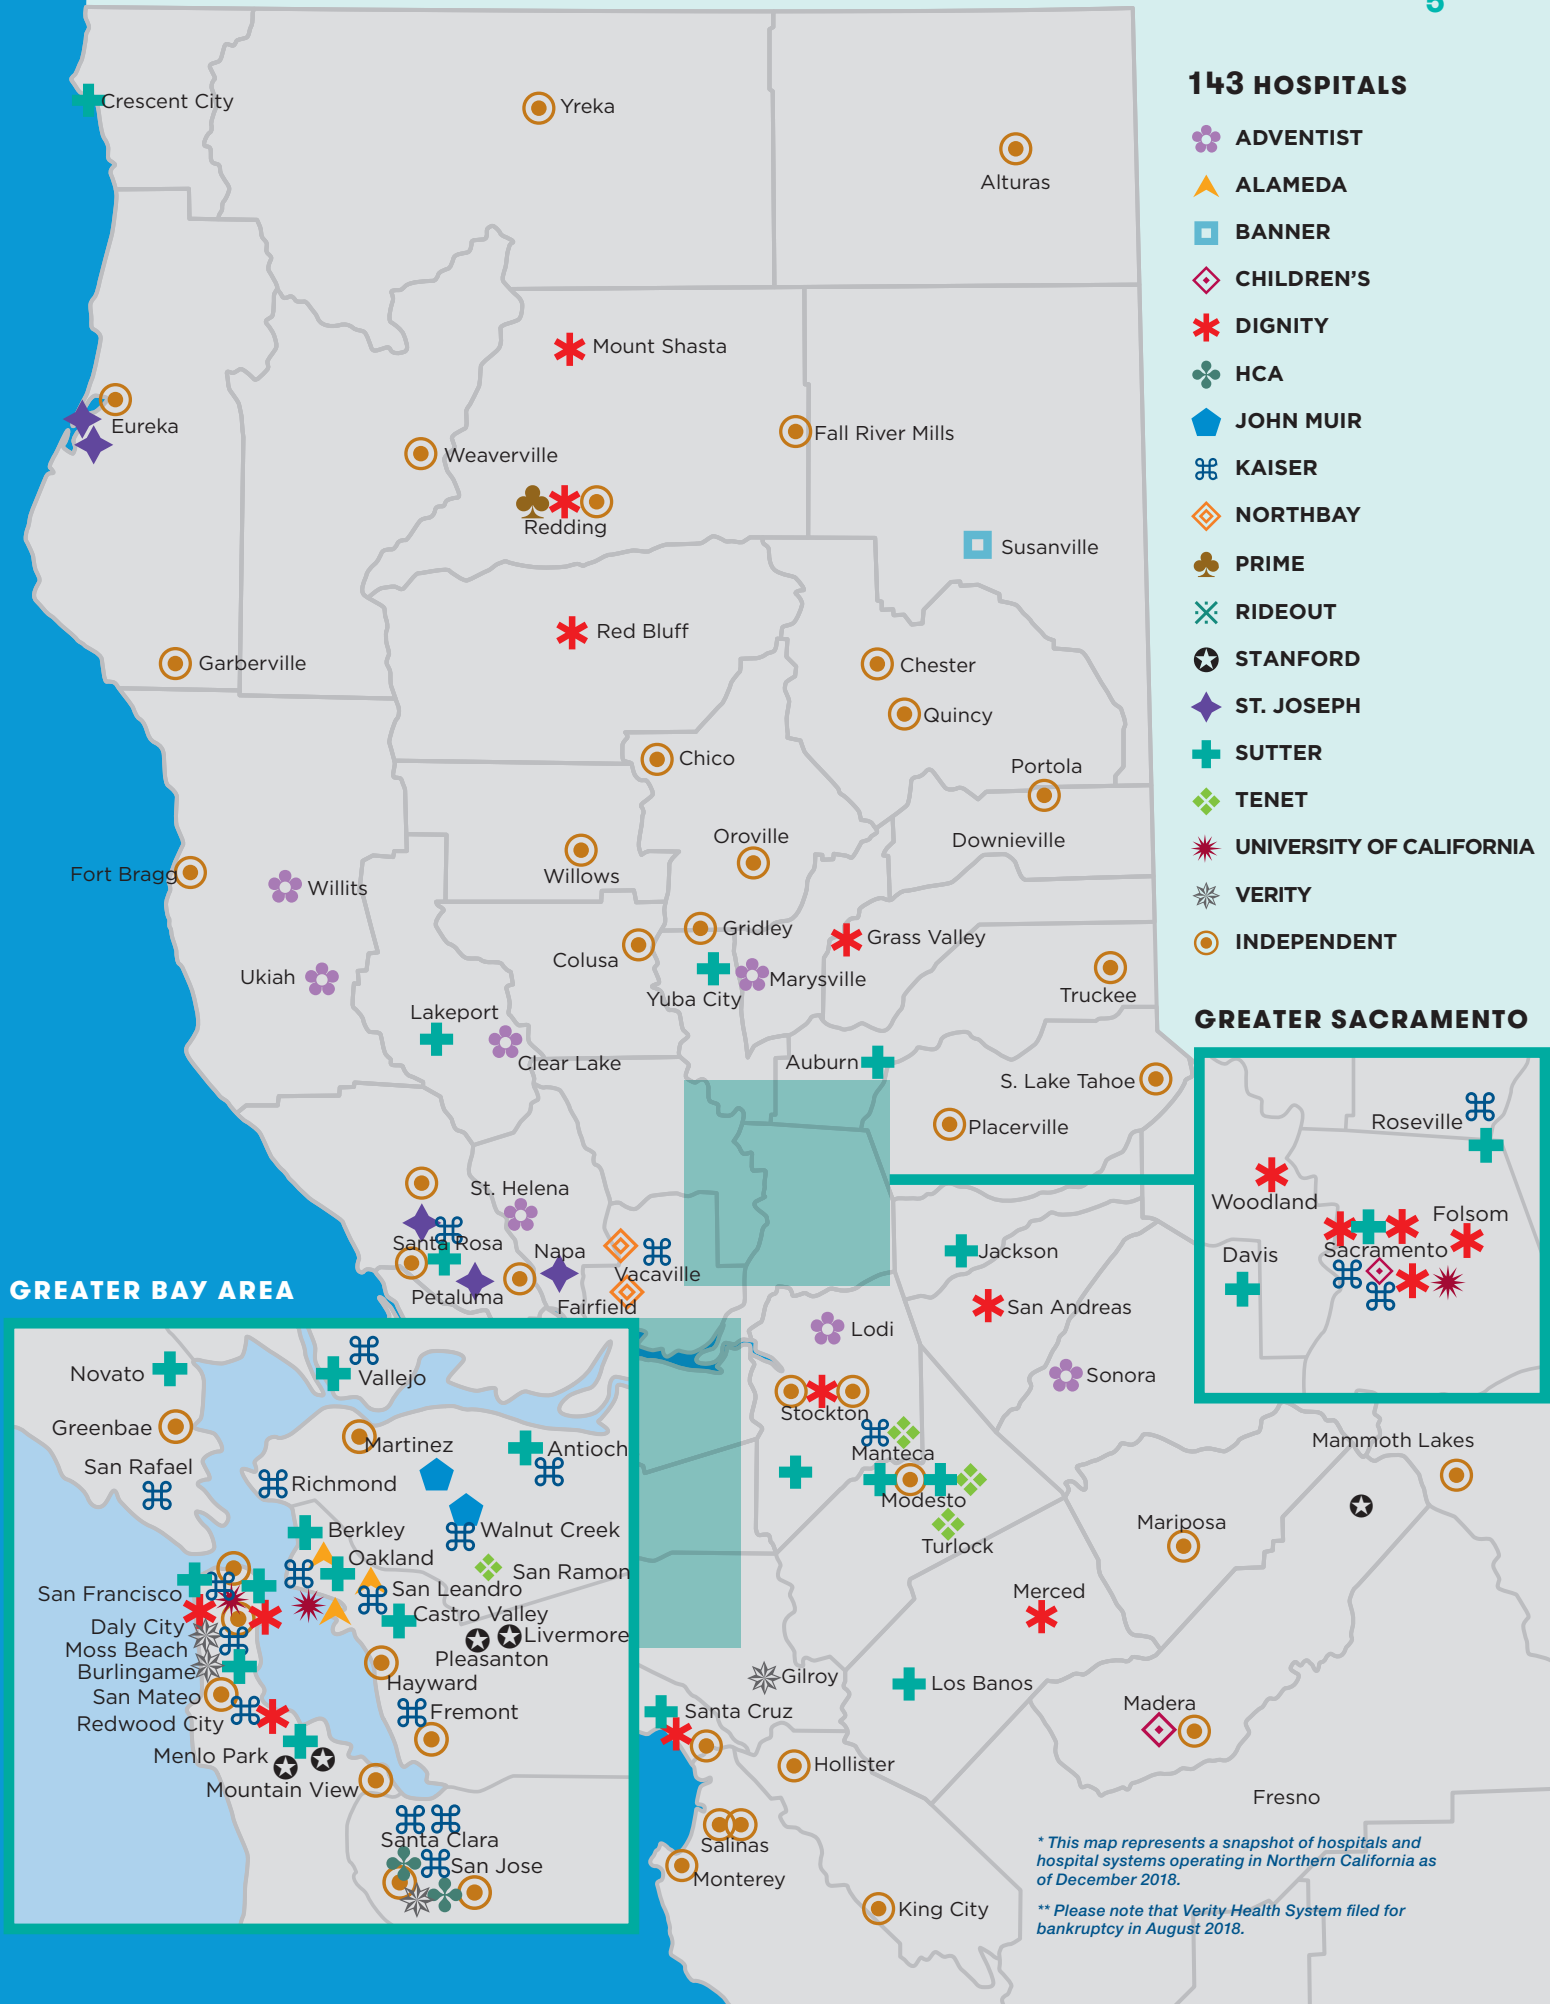 5
143 HOSPITALS
ADVENTIST
ALAMEDA
BANNER
CHILDREN'S
DIGNITY
HCA
JOHN MUIR
KAISER
NORTHBAY
PRIME
RIDEOUT
STANFORD
ST. JOSEPH
SUTTER
TENET
UNIVERSITY OF CALIFORNIA
VERITY
INDEPENDENT
Crescent City
Yreka
Alturas
Mount Shasta
Eureka
Fall River Mills
Weaverville
Redding
Susanville
Red Bluff
Garberville
Chester
Quincy
Chico
Portola
Oroville
Downieville
Willows
Fort Bragg
Willits
Gridley
Grass Valley
Colusa
Ukiah
Marysville
Yuba City
Truckee
Lakeport
Clear Lake
Auburn
S. Lake Tahoe
Placerville
St. Helena
Santa Rosa
Napa
Vacaville
Petaluma
Fairfield
Jackson
San Andreas
Lodi
Sonora
Stockton
Manteca
Modesto
Turlock
Mammoth Lakes
Mariposa
Merced
Gilroy
Los Banos
Santa Cruz
Madera
Hollister
Fresno
Salinas
Monterey
King City
GREATER SACRAMENTO
Roseville
Woodland
Folsom
Sacramento
Davis
GREATER BAY AREA
Novato
Vallejo
Greenbae
Martinez
Antioch
San Rafael
Richmond
Berkley
Walnut Creek
Oakland
San Ramon
San Francisco
San Leandro
Castro Valley
Daly City
Livermore
Moss Beach
Pleasanton
Burlingame
Hayward
San Mateo
Fremont
Redwood City
Menlo Park
Mountain View
Santa Clara
San Jose
* This map represents a snapshot of hospitals and
hospital systems operating in Northern California as
of December 2018.
** Please note that Verity Health System filed for
bankruptcy in August 2018.